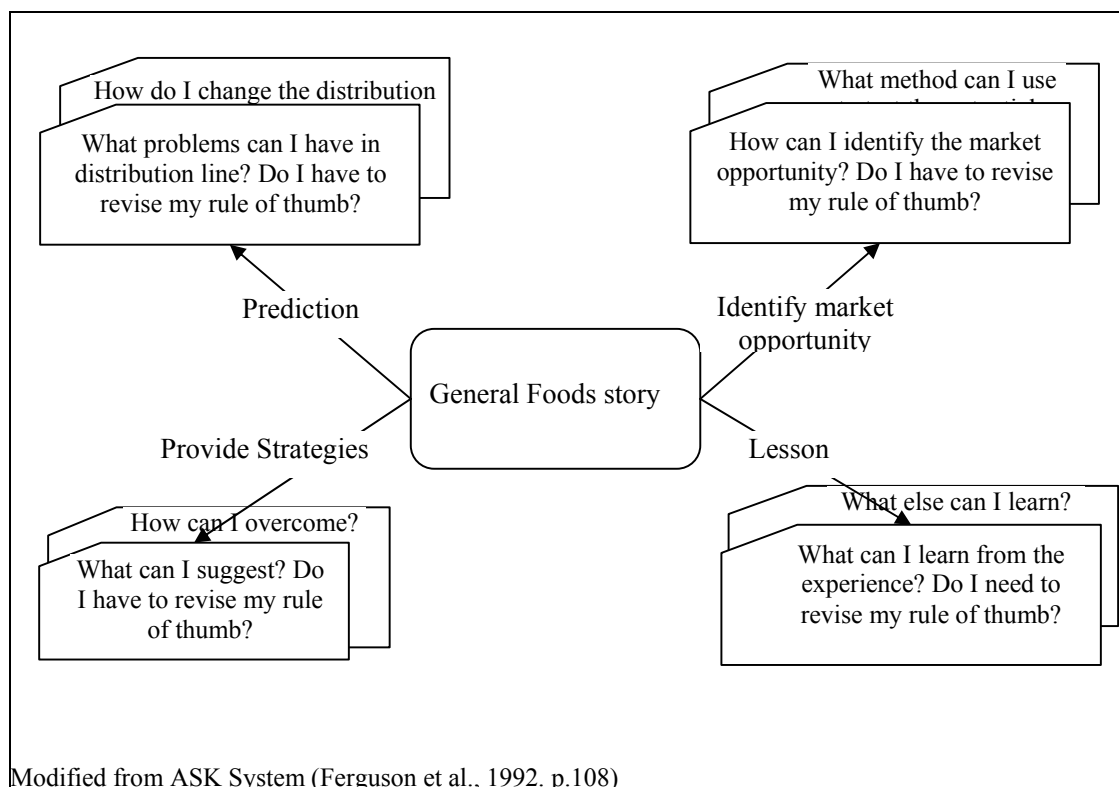 How do I change the distribution
What problems can I have in
distribution line? Do I have to
revise my rule of thumb?
What method can I use
How can I identify the market
opportunity? Do I have to revise
my rule of thumb?
Prediction
Identify market
opportunity
General Foods story
Provide Strategies
Lesson
How can I overcome?
What can I suggest? Do
I have to revise my rule
of thumb?
What else can I learn?
What can I learn from the
experience? Do I need to
revise my rule of thumb?
Modified from ASK System (Ferguson et al., 1992. p.108)